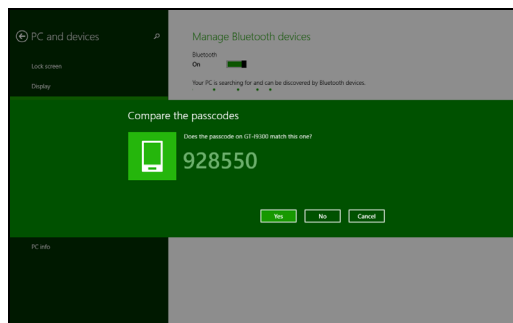 PC and devices
Manage Bluetooth devices
Bluetooth
On
Lock screen
Your PC is searching for and can be discovered by Bluetooth devices.
Display
Compare the passcodes
Does the passcode on GT-I9300 match this one?
928550
Yes No Cancel
PC info